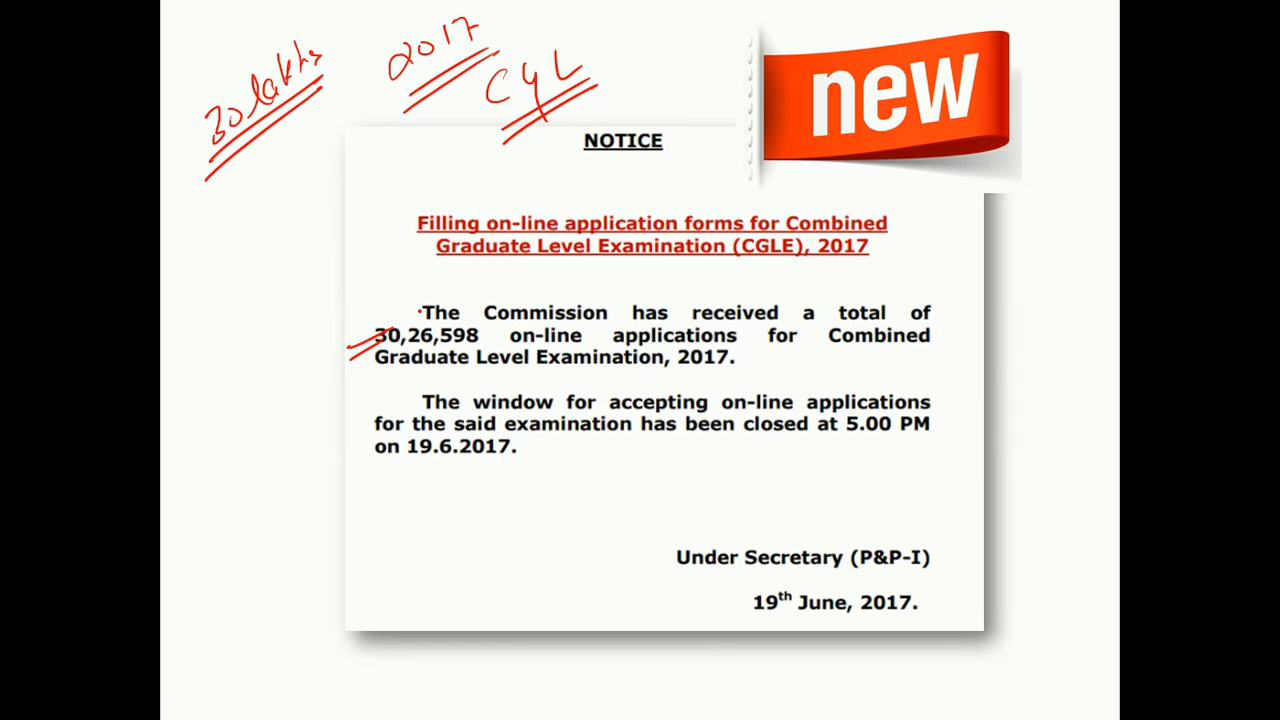 30 lakhs
2017
CGL
new
NOTICE
Filling on-line application forms for Combined
Graduate Level Examination (CGLE), 2017
The Commission has received a total of
30,26,598 on-line applications for Combined
Graduate Level Examination, 2017.
The window for accepting on-line applications
for the said examination has been closed at 5.00 PM
on 19.6.2017.
Under Secretary (P&P-I)
19th June, 2017.